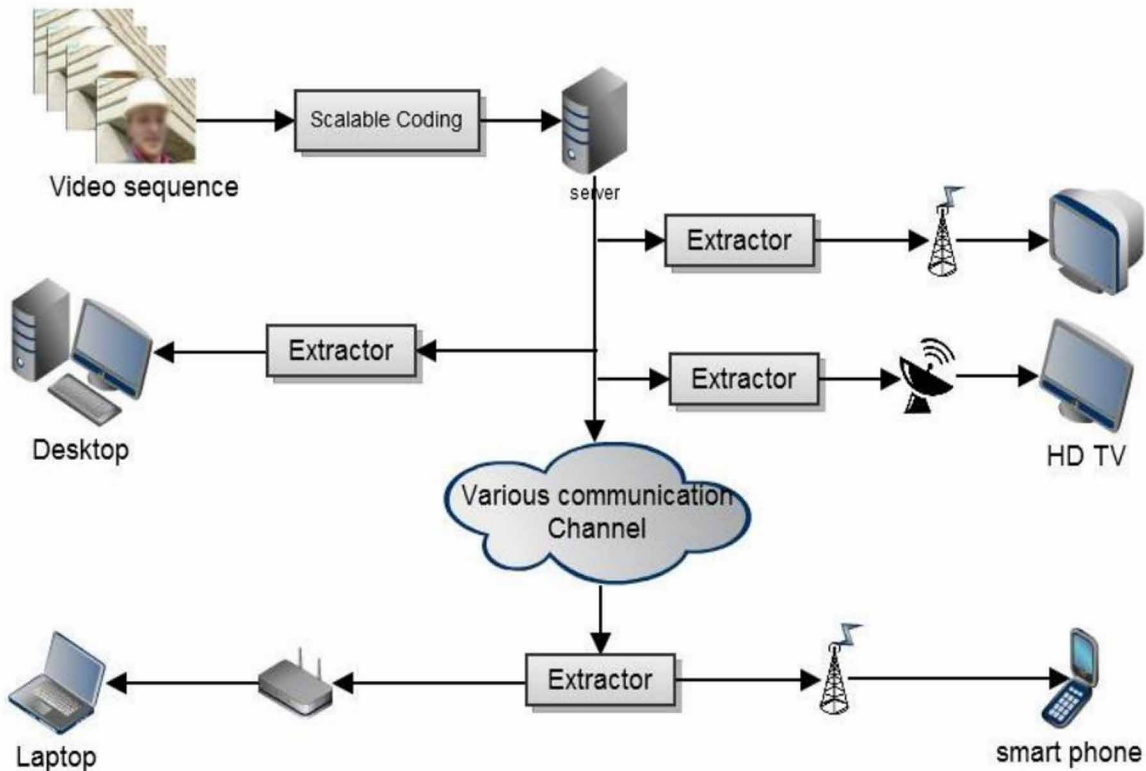 Scalable Coding
Video sequence
server
Extractor
Extractor
Extractor
Desktop
HD TV
Various communication
Channel
Extractor
Laptop
smart phone